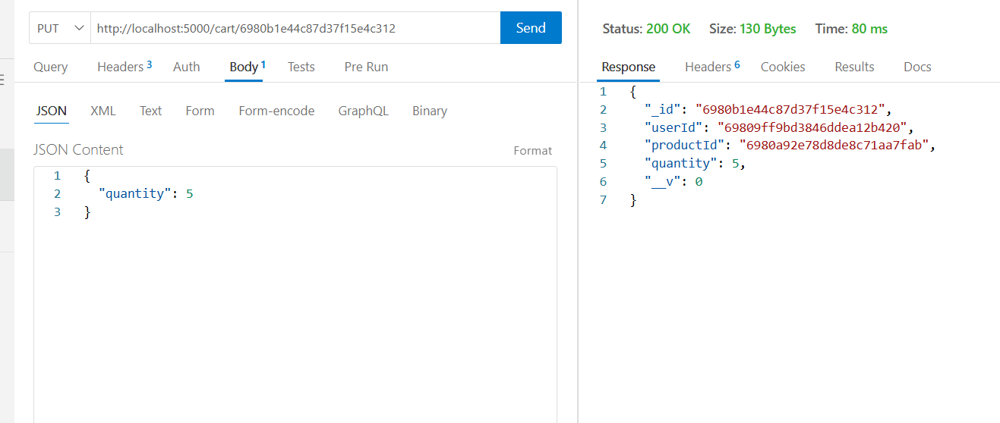 PUT http://localhost:5000/cart/6980b1e44c87d37f15e4c312 Send
Query Headers 3 Auth Body 1 Tests Pre Run
JSON XML Text Form Form-encode GraphQL Binary
JSON Content Format
1 {
2 "quantity": 5
3 }
Status: 200 OK Size: 130 Bytes Time: 80 ms
Response Headers 6 Cookies Results Docs
1 {
2 "_id": "6980b1e44c87d37f15e4c312",
3 "userId": "69809ff9bd3846ddea12b420",
4 "productId": "6980a92e78d8de8c71aa7fab",
5 "quantity": 5,
6 "__v": 0
7 }